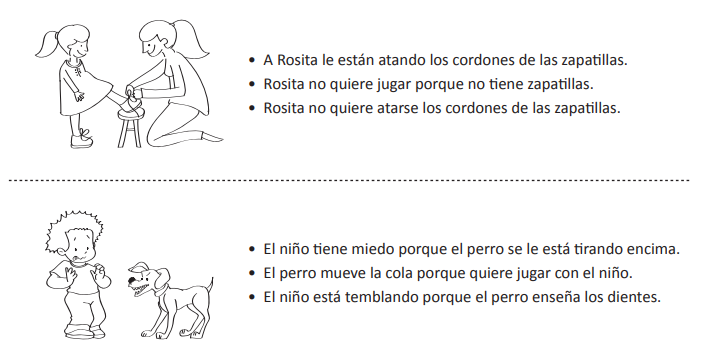 • A Rosita le están atando los cordones de las zapatillas.
• Rosita no quiere jugar porque no tiene zapatillas.
• Rosita no quiere atarse los cordones de las zapatillas.
• El niño tiene miedo porque el perro se le está tirando encima.
• El perro mueve la cola porque quiere jugar con el niño.
• El niño está temblando porque el perro enseña los dientes.